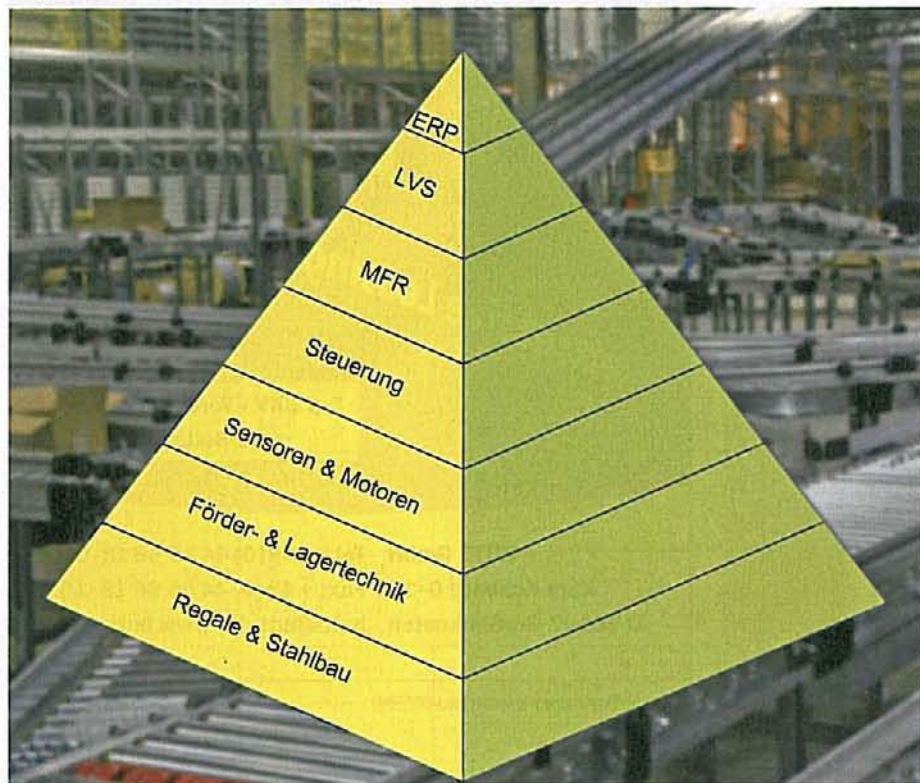 ERP
LVS
MFR
Steuerung
Sensoren & Motoren
Förder- & Lagertechnik
Regale & Stahlbau